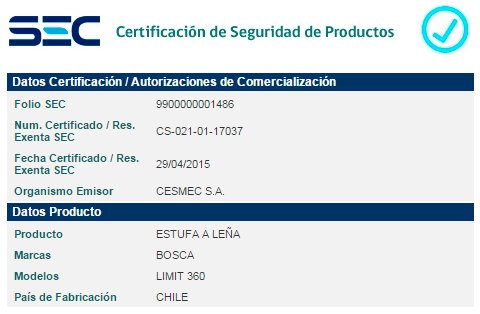 SEC Certificación de Seguridad de Productos
Datos Certificación / Autorizaciones de Comercialización
Folio SEC 9900000001486
Num. Certificado / Res.
Exenta SEC CS-021-01-17037
Fecha Certificado / Res.
Exenta SEC 29/04/2015
Organismo Emisor CESMEC S.A.
Datos Producto
Producto ESTUFA A LEÑA
Marcas BOSCA
Modelos LIMIT 360
País de Fabricación CHILE